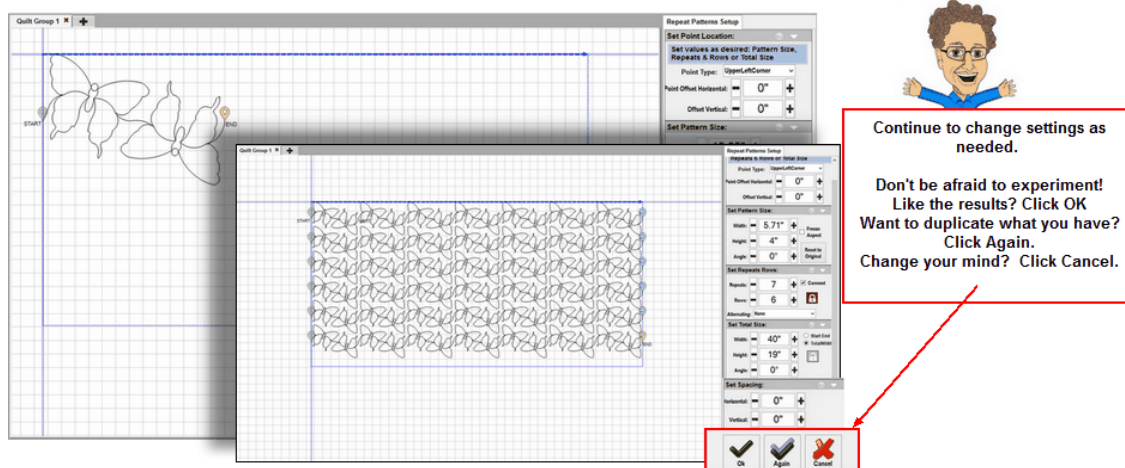 Quilt Group 1
Repeat Patterns Setup
Set Point Location:
Set values as desired; Pattern Size,
Repeats & Rows or Total Size
Point Type: UpperLeftCorner
Point Offset Horizontal: 0"
Offset Vertical: 0"
Set Pattern Size:
START
END
Quilt Group 1
Repeat Patterns Setup
Repeats & Rows or Total Size
Point Type: UpperLeftCorner
Point Offset Horizontal: 0"
Offset Vertical: 0"
Set Pattern Size:
Width: 5.71"
Height: 4"
Angle: 0"
Freeze
Aspect
Reset to
Original
Set Repeats Rows:
Repeats: 7 Connect
Rows: 6
Alternating: None
Set Total Size:
Width: 40"
Height: 19"
Angle: 0"
Start End
TotalWidth
Set Spacing:
Horizontal: 0"
Vertical: 0"
Ok Again Cancel
START
END
Continue to change settings as
needed.
Don't be afraid to experiment!
Like the results? Click OK
Want to duplicate what you have?
Click Again.
Change your mind? Click Cancel.